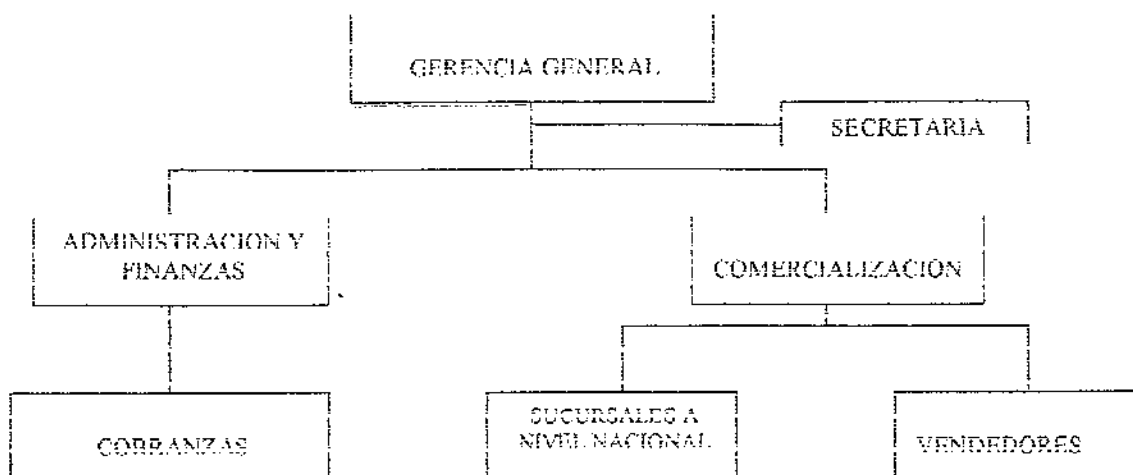 GERENCIA GENERAL
SECRETARIA
ADMINISTRACION Y
FINANZAS
COMERCIALIZACION
COBRANZAS
SUCURSALES A
NIVEL NACIONAL
VENDEDORES